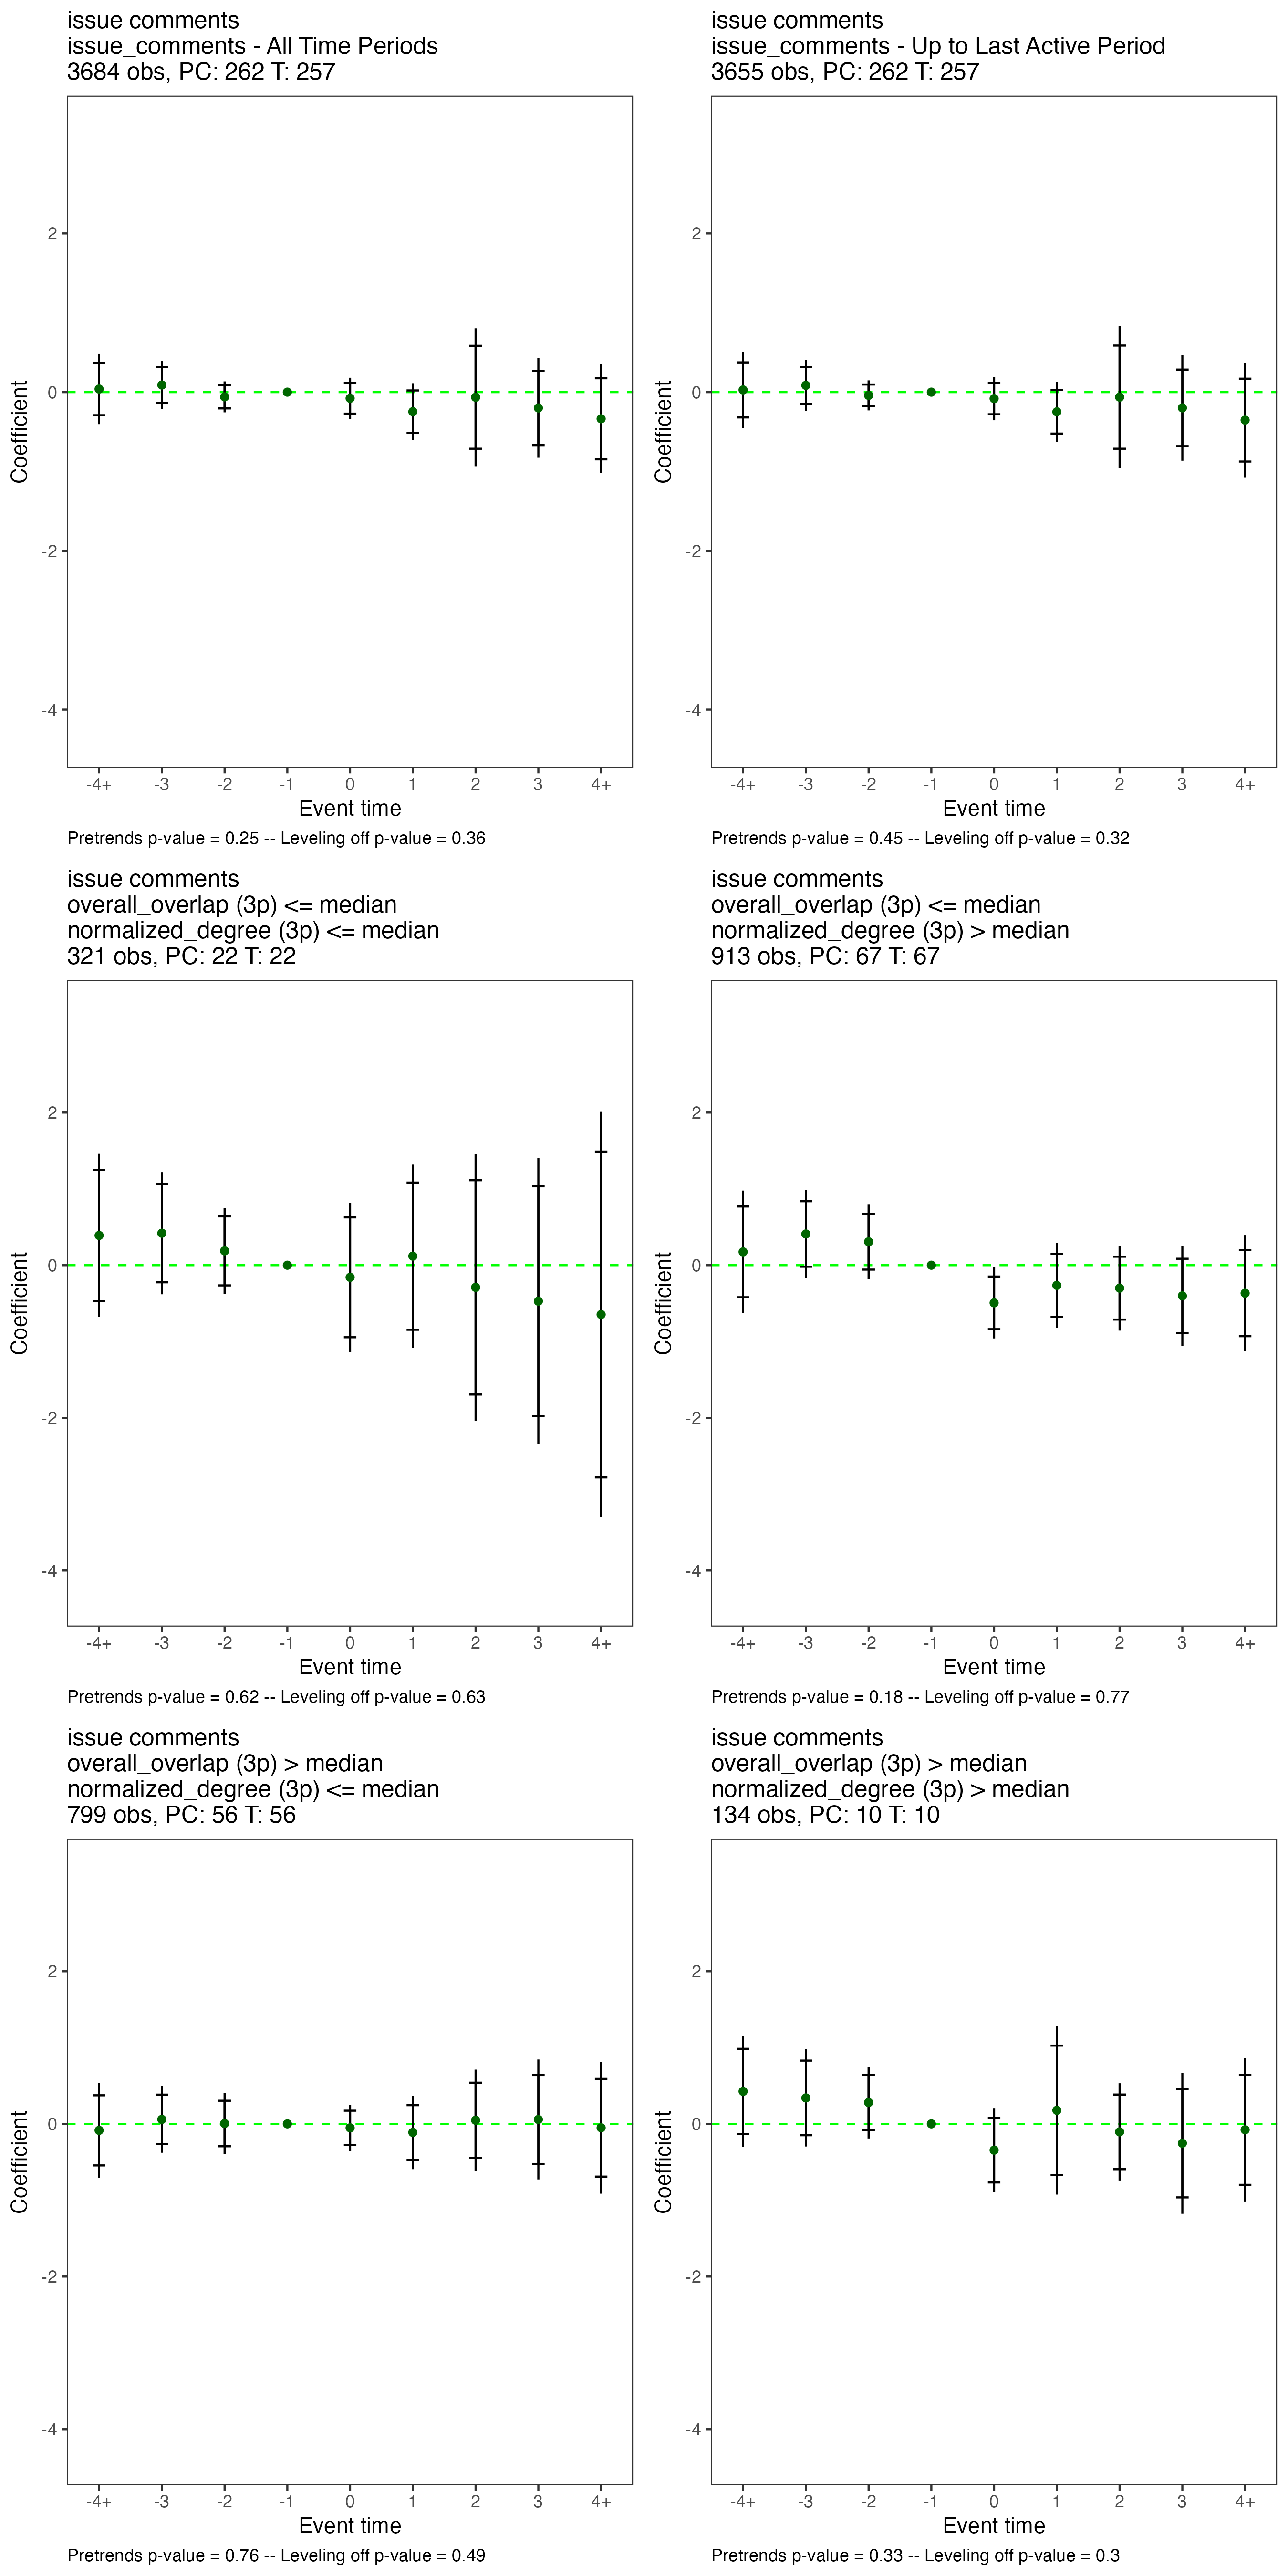 issue comments
issue_comments - All Time Periods
3684 obs, PC: 262 T: 257
Coefficient
2
0
-2
-4
-4+ -3 -2 -1 0 1 2 3 4+
Event time
Pretrends p-value = 0.25 -- Leveling off p-value = 0.36
issue comments
issue_comments - Up to Last Active Period
3655 obs, PC: 262 T: 257
Coefficient
2
0
-2
-4
-4+ -3 -2 -1 0 1 2 3 4+
Event time
Pretrends p-value = 0.45 -- Leveling off p-value = 0.32
issue comments
overall_overlap (3p) <= median
normalized_degree (3p) <= median
321 obs, PC: 22 T: 22
Coefficient
2
0
-2
-4
-4+ -3 -2 -1 0 1 2 3 4+
Event time
Pretrends p-value = 0.62 -- Leveling off p-value = 0.63
issue comments
overall_overlap (3p) <= median
normalized_degree (3p) > median
913 obs, PC: 67 T: 67
Coefficient
2
0
-2
-4
-4+ -3 -2 -1 0 1 2 3 4+
Event time
Pretrends p-value = 0.18 -- Leveling off p-value = 0.77
issue comments
overall_overlap (3p) > median
normalized_degree (3p) <= median
799 obs, PC: 56 T: 56
Coefficient
2
0
-2
-4
-4+ -3 -2 -1 0 1 2 3 4+
Event time
Pretrends p-value = 0.76 -- Leveling off p-value = 0.49
issue comments
overall_overlap (3p) > median
normalized_degree (3p) > median
134 obs, PC: 10 T: 10
Coefficient
2
0
-2
-4
-4+ -3 -2 -1 0 1 2 3 4+
Event time
Pretrends p-value = 0.33 -- Leveling off p-value = 0.3